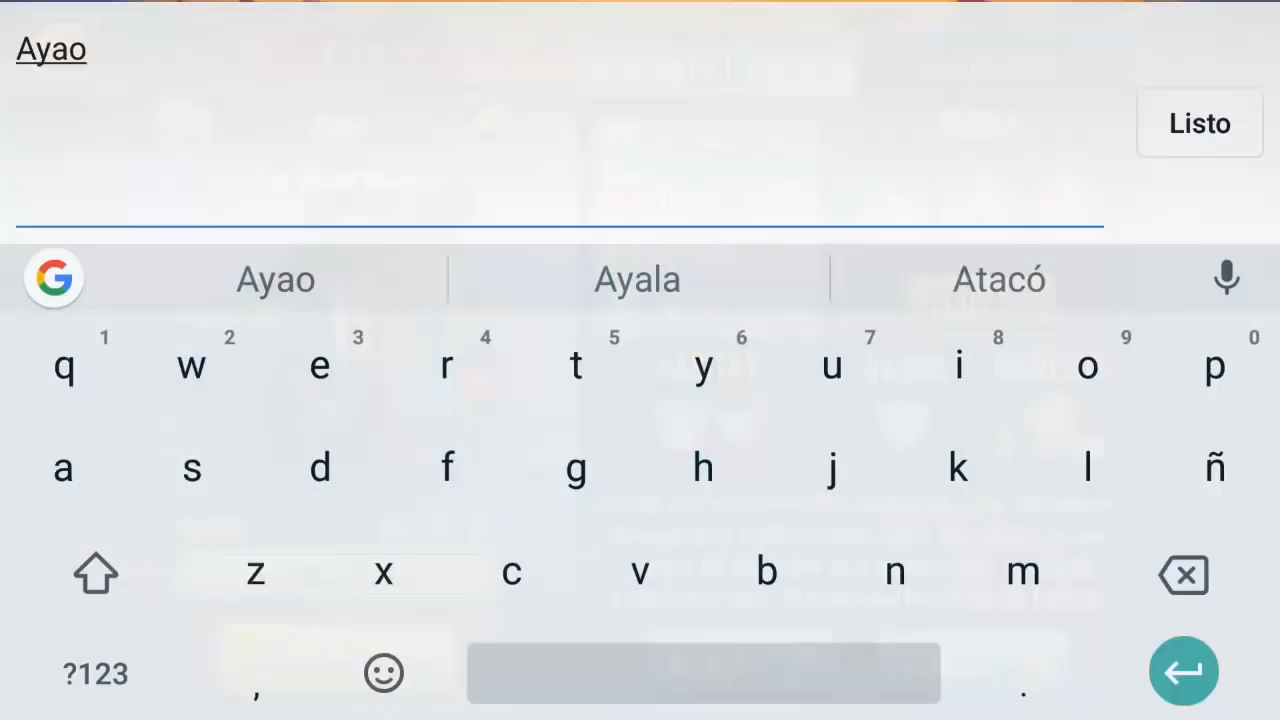 Ayao
Listo
Ayao Ayala Atacó
1 2 3 4 5 6 7 8 9 0
q w e r t y u i o p
a s d f g h j k l ñ
z x c v b n m
?123 , .